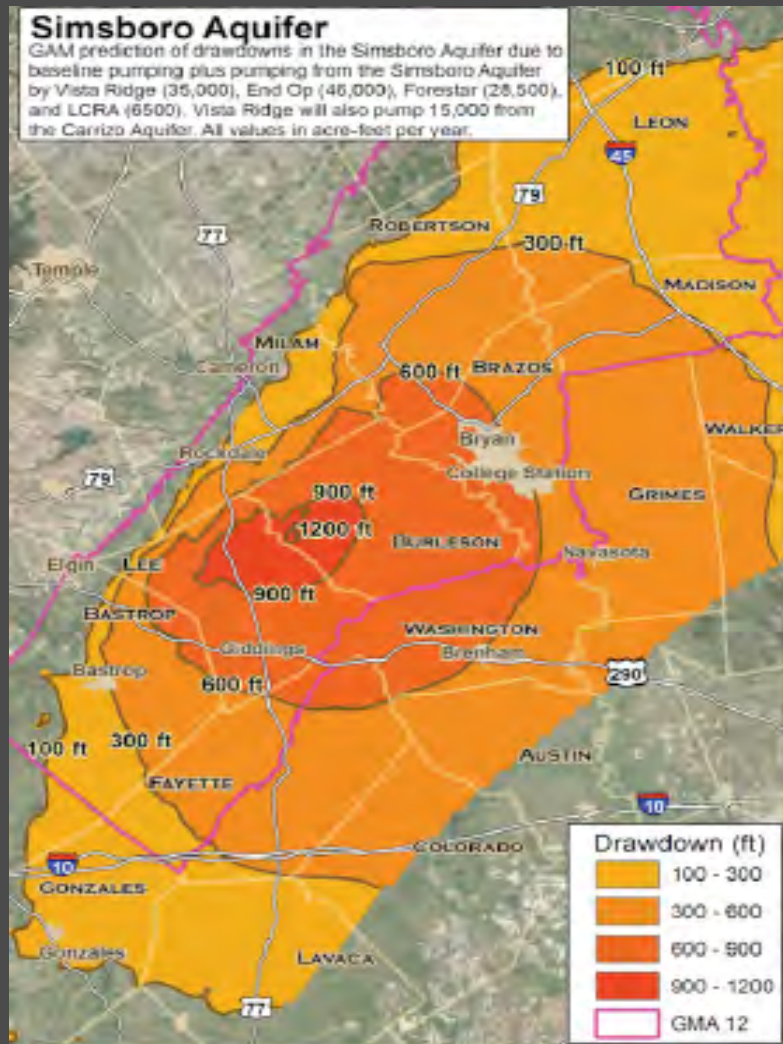 Simsboro Aquifer
GAM prediction of drawdowns in the Simsboro Aquifer due to
baseline pumping plus pumping from the Simsboro Aquifer
by Vista Ridge (35,000), End Op (46,000), Forestar (28,500),
and LCRA (6500). Vista Ridge will also pump 15,000 from
the Carrizo Aquifer. All values in acre-feet per year.
100 ft
LEON
45
79
77
ROBERTSON
300 ft
Temple
MADISON
MILAM
Cameron
600 ft
BRAZOS
WALKER
Bryan
Rockdale
College Station
79
900 ft
GRIMES
1200 ft
BURLESON
Navasota
Elgin
LEE
900 ft
BASTROP
WASHINGTON
Giddings
Brenham
Bastrop
600 ft
290
100 ft
300 ft
AUSTIN
FAYETTE
10
COLORADO
10
GONZALES
Gonzales
LAVACA
77
Drawdown (ft)
100 - 300
300 - 600
600 - 900
900 - 1200
GMA 12